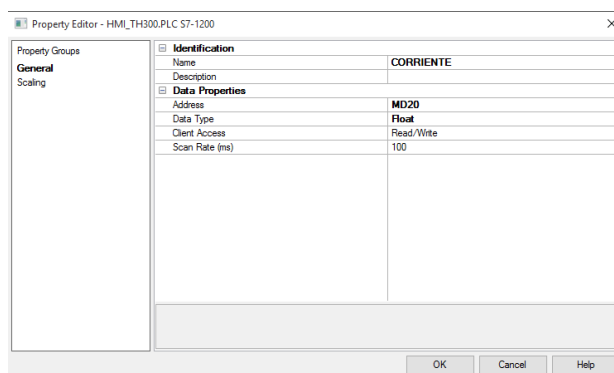 Property Editor - HMI_TH300.PLC S7-1200
Property Groups
General
Scaling
Identification
Name CORRIENTE
Description
Data Properties
Address MD20
Data Type Float
Client Access Read/Write
Scan Rate (ms) 100
OK Cancel Help